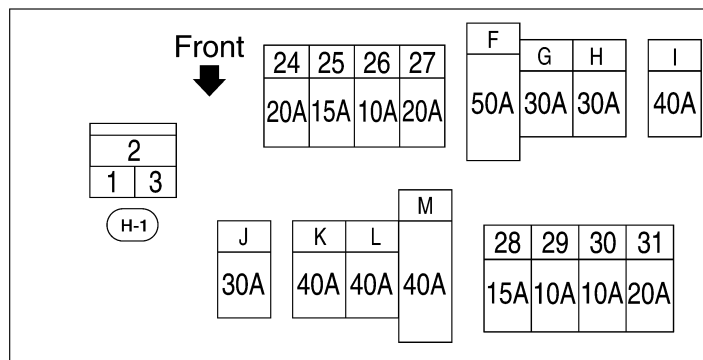 Front
24 25 26 27
20A 15A 10A 20A
F
50A
G H
30A 30A
I
40A
2
1 3
H-1
J
30A
K L
40A 40A
M
40A
28 29 30 31
15A 10A 10A 20A